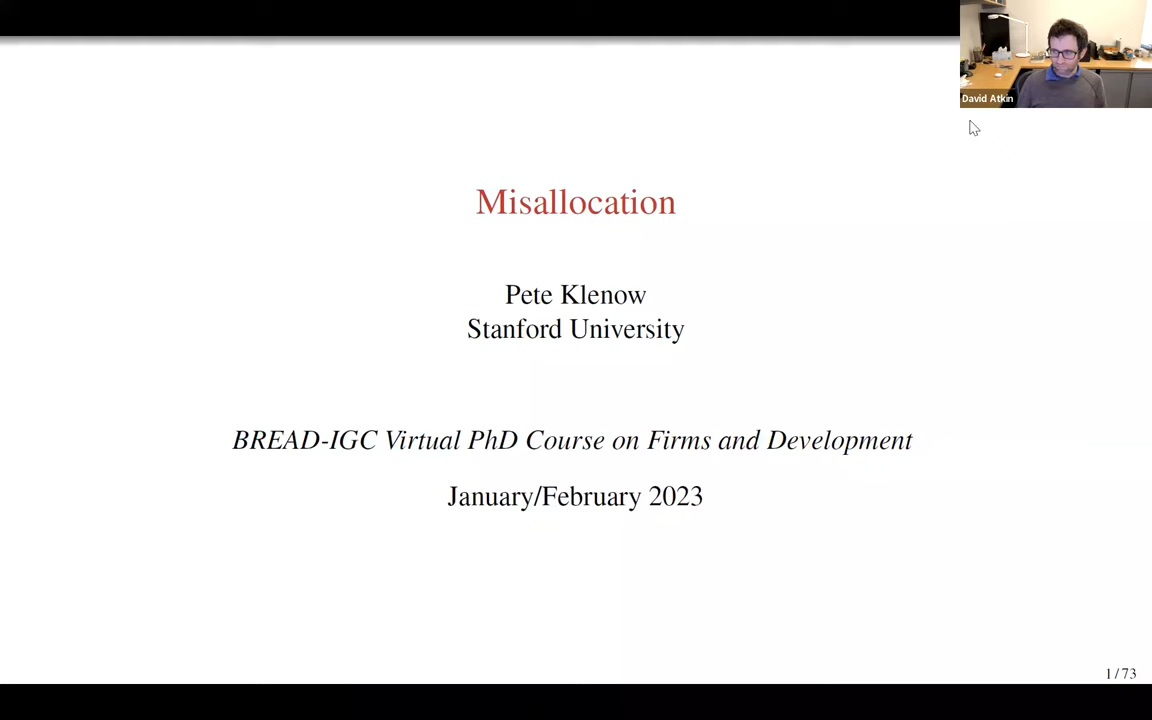 David Atkin
Misallocation
Pete Klenow
Stanford University
BREAD-IGC Virtual PhD Course on Firms and Development
January/February 2023
1 / 73